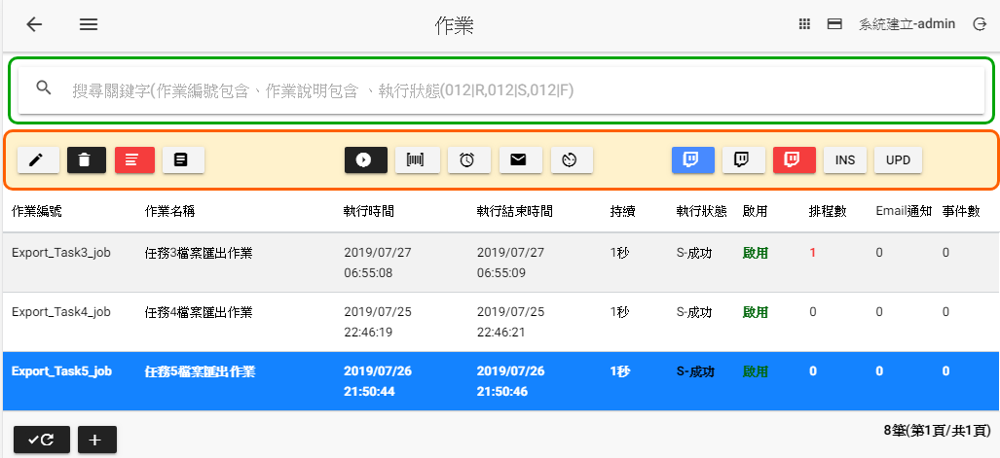 作業
系統建立-admin
搜尋關鍵字(作業編號包含、作業說明包含 、執行狀態(012|R,012|S,012|F)
INS UPD
作業編號 作業名稱 執行時間 執行結束時間 持續 執行狀態 啟用 排程數 Email通知 事件數
Export_Task3_job 任務3檔案匯出作業 2019/07/27 2019/07/27 1秒 S-成功 啟用 1 0 0
06:55:08 06:55:09
Export_Task4_job 任務4檔案匯出作業 2019/07/25 2019/07/25 1秒 S-成功 啟用 0 0 0
22:46:19 22:46:21
Export_Task5_job 任務5檔案匯出作業 2019/07/26 2019/07/26 1秒 S-成功 啟用 0 0 0
21:50:44 21:50:46
8筆(第1頁/共1頁)